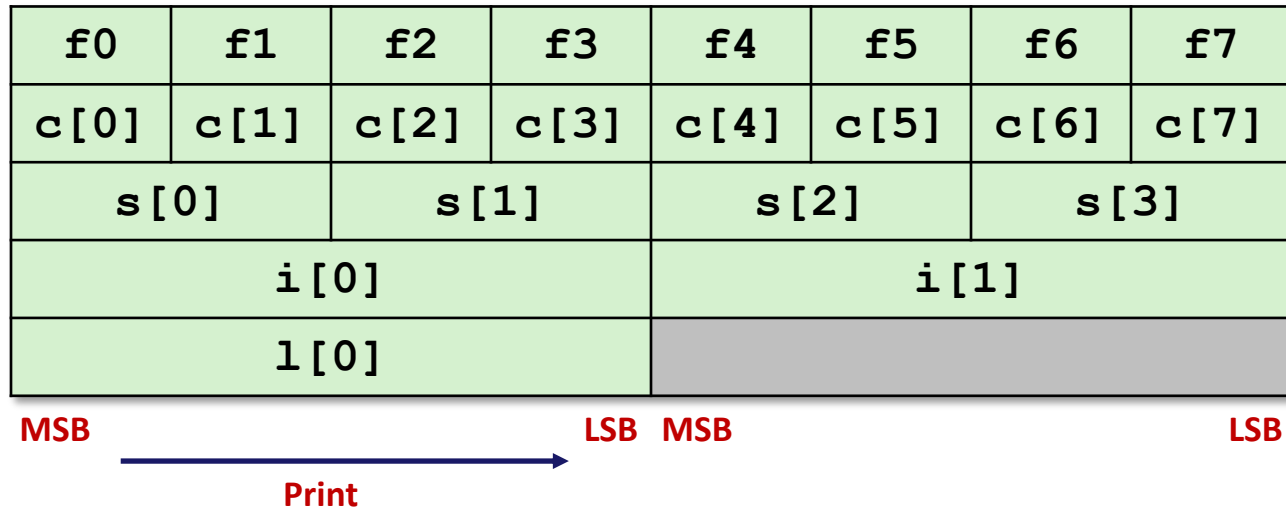 f0 f1 f2 f3 f4 f5 f6 f7
c[0] c[1] c[2] c[3] c[4] c[5] c[6] c[7]
s[0] s[1] s[2] s[3]
i[0] i[1]
l[0]
MSB LSB MSB LSB
Print